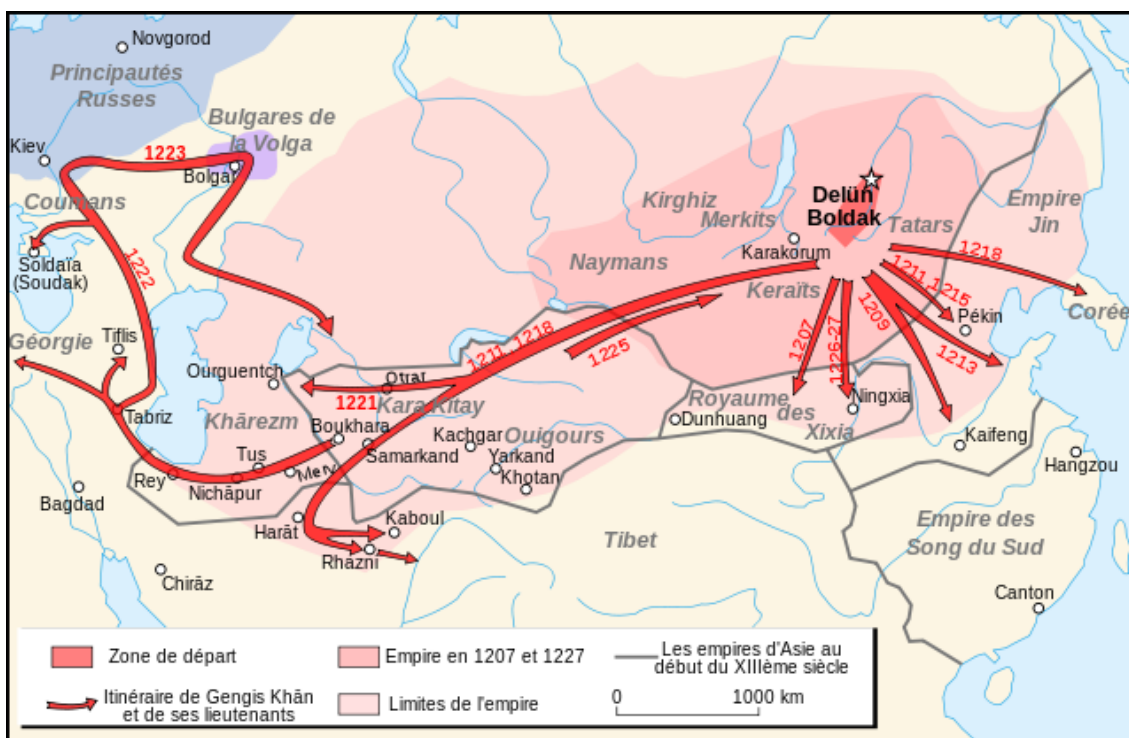 Novgorod
Principautés
Russes
Bulgares de
la Volga
Kiev
1223
Bolgar
Coumans
Kirghiz
Merkits
Delün
Boldak
Tatars
Empire
Jin
Karakorum
1218
Soldaïa
(Soudak)
1222
Naymans
Keraïts
1211, 1215
1209
Corée
Pékin
Géorgie
Tiflis
1207
1226-27
1213
1211, 1218
1225
Ourguentch
Otrar
1221
Kara-Kitay
Tabriz
Khârezm
Boukhara
Royaume
des
Xixia
Ningxia
Dunhuang
Kachgar
Ouigours
Samarkand
Yarkand
Khotan
Kaifeng
Hangzou
Tus
Merv
Rey
Nichāpur
Bagdad
Harāt
Kaboul
Rhazni
Tibet
Empire des
Song du Sud
Chirāz
Canton
Zone de départ
Empire en 1207 et 1227
Les empires d'Asie au
début du XIIIème siècle
Itinéraire de Gengis Khān
et de ses lieutenants
Limites de l'empire
0 1000 km